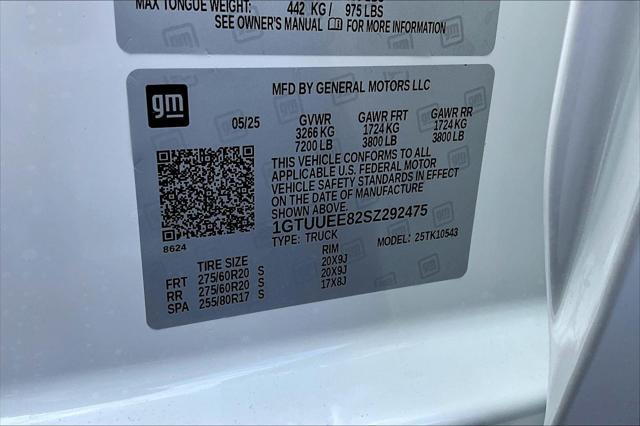 MAX TONGUE WEIGHT: 442 KG/ 975 LBS
SEE OWNER'S MANUAL FOR MORE INFORMATION
gm
MFD BY GENERAL MOTORS LLC
05/25 GVWR GAWR FRT GAWR RR
3266 KG 1724 KG 1724 KG
7200 LB 3800 LB 3800 LB
THIS VEHICLE CONFORMS TO ALL
APPLICABLE U.S. FEDERAL MOTOR
VEHICLE SAFETY STANDARDS IN EFFECT
ON THE DATE OF MANUFACTURE
SHOWN ABOVE.
1GTUUEE82SZ292475
8624
TYPE: TRUCK MODEL: 25TK10543
TIRE SIZE RIM
FRT 275/60R20 S 20X9J
RR 275/60R20 S 20X9J
SPA 255/80R17 S 17X8J